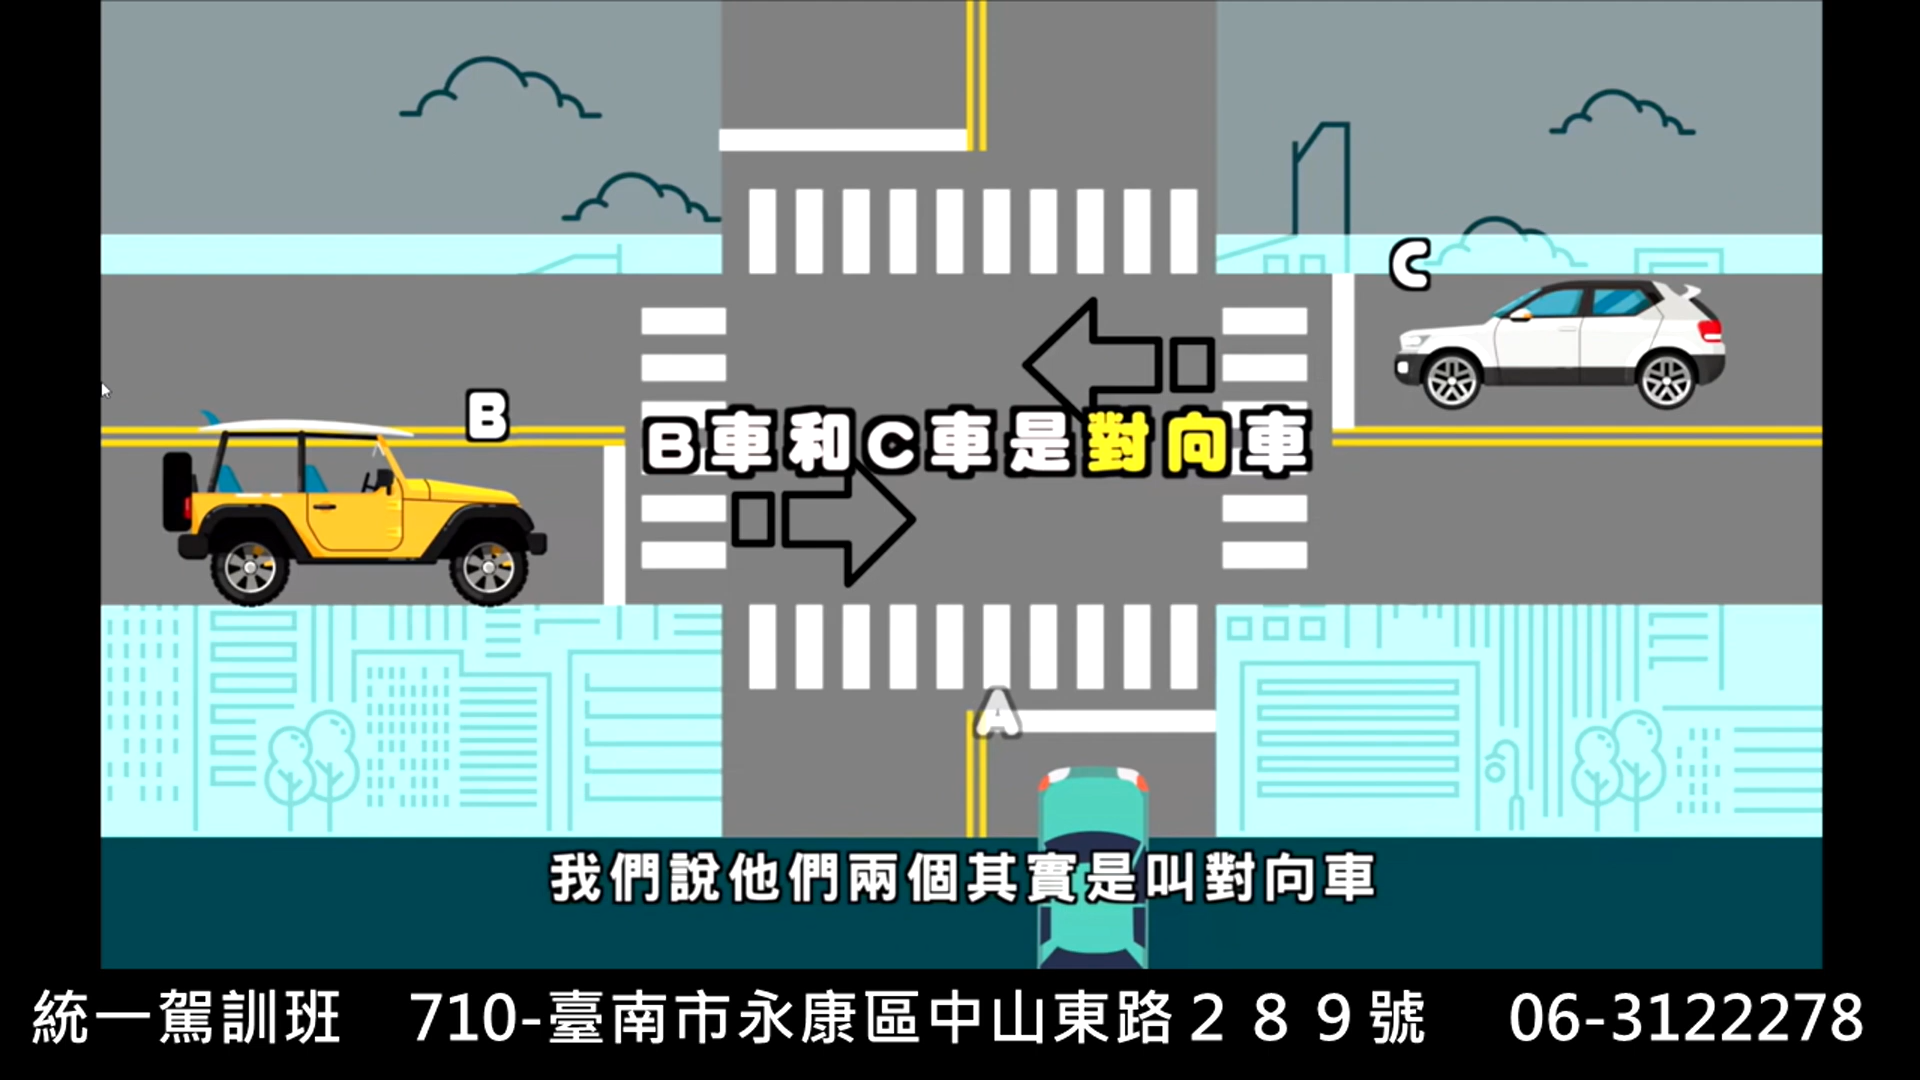 C
B
B車和C車是對向車
A
我們說他們兩個其實是叫對向車
統一駕訓班 710-臺南市永康區中山東路２８９號 06-3122278